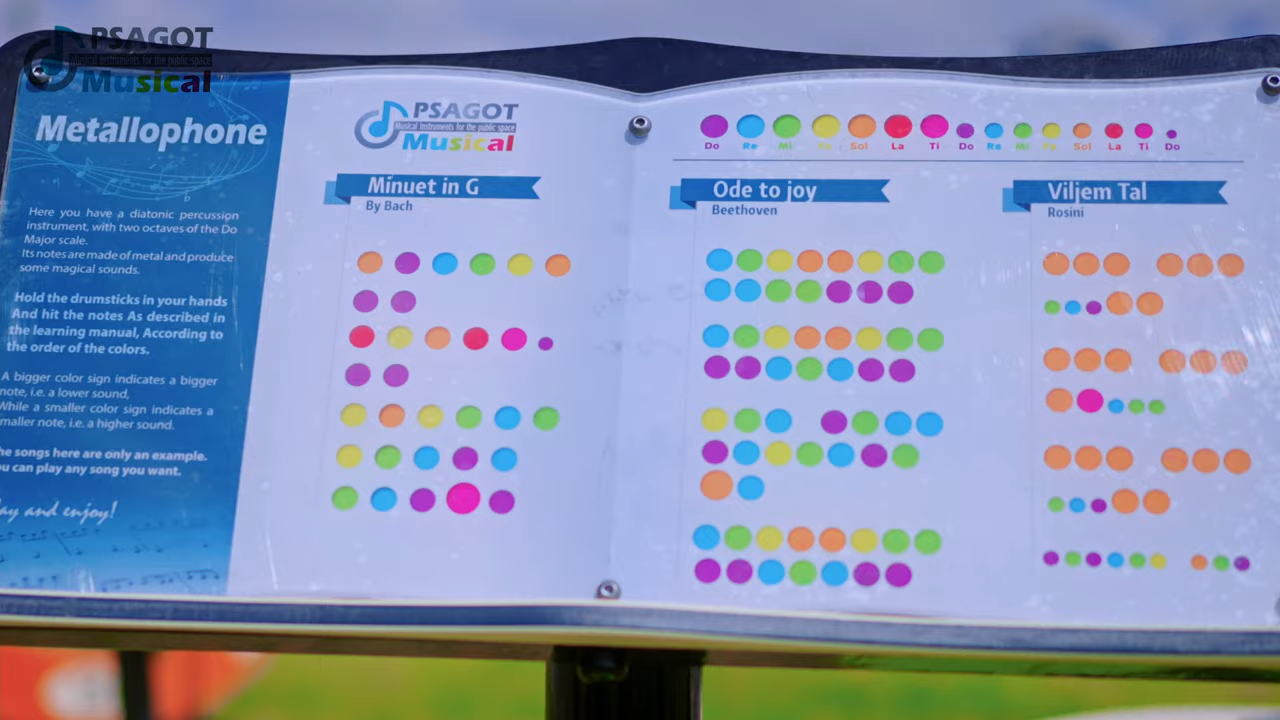 PSAGOT
Musical Instruments for the public space
Musical
Metallophone
Here you have a diatonic percussion
instrument, with two octaves of the Do
Major scale.
Its notes are made of metal and produce
some magical sounds.
Hold the drumsticks in your hands
And hit the notes As described in
the learning manual, According to
the order of the colors.
A bigger color sign indicates a bigger
note, i.e. a lower sound,
While a smaller color sign indicates a
maller note, i.e. a higher sound.
he songs here are only an example.
u can play any song you want.
ay and enjoy!
PSAGOT
Musical Instruments for the public space
Musical
Minuet in G
By Bach
Do Re Mi Fa Sol La Ti Do Re Mi Fa Sol La Ti Do
Ode to joy
Beethoven
Viljem Tal
Rosini